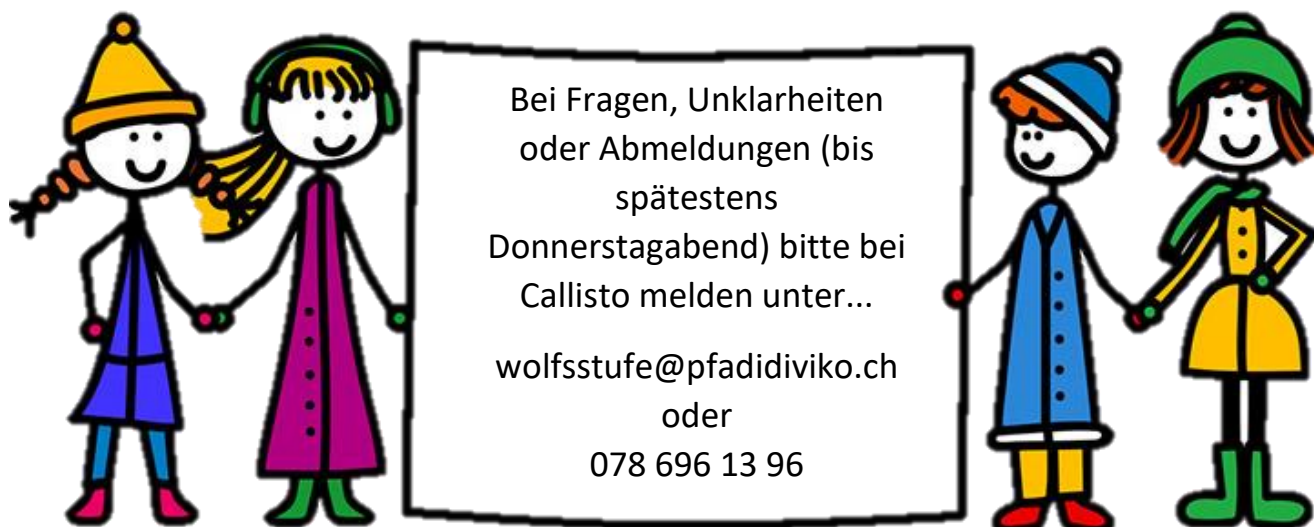 Bei Fragen, Unklarheiten
oder Abmeldungen (bis
spätestens
Donnerstagabend) bitte bei
Callisto melden unter...
wolfsstufe@pfadidiviko.ch
oder
078 696 13 96